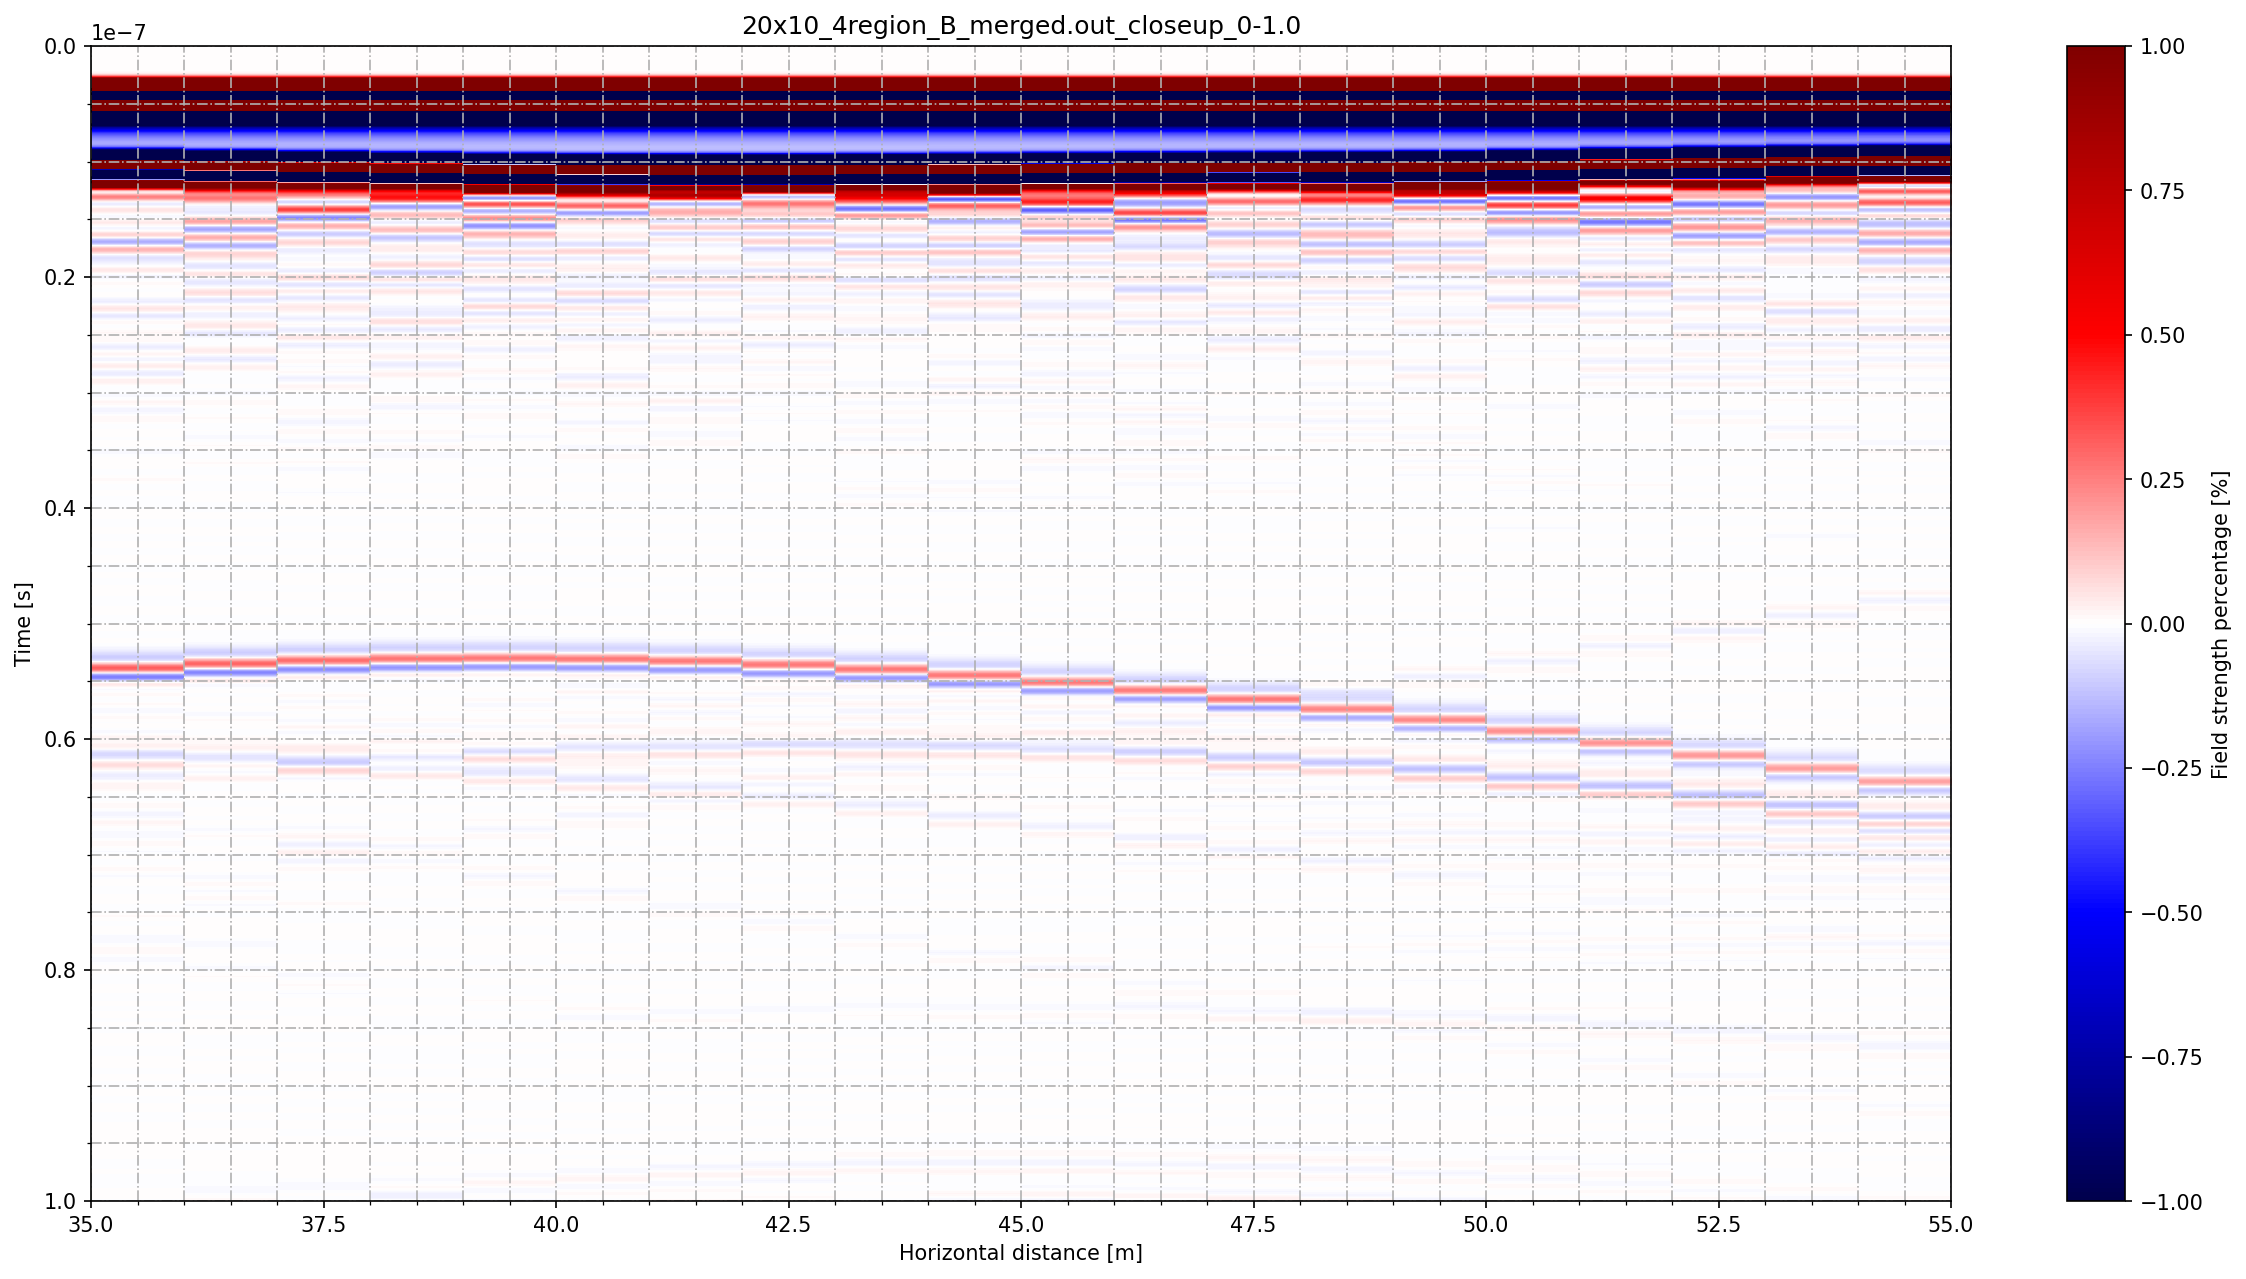 20x10_4region_B_merged.out_closeup_0-1.0
1e−7
0.0
0.2
0.4
0.6
0.8
1.0
Time [s]
35.0 37.5 40.0 42.5 45.0 47.5 50.0 52.5 55.0
Horizontal distance [m]
1.00
0.75
0.50
0.25
0.00
−0.25
−0.50
−0.75
−1.00
Field strength percentage [%]